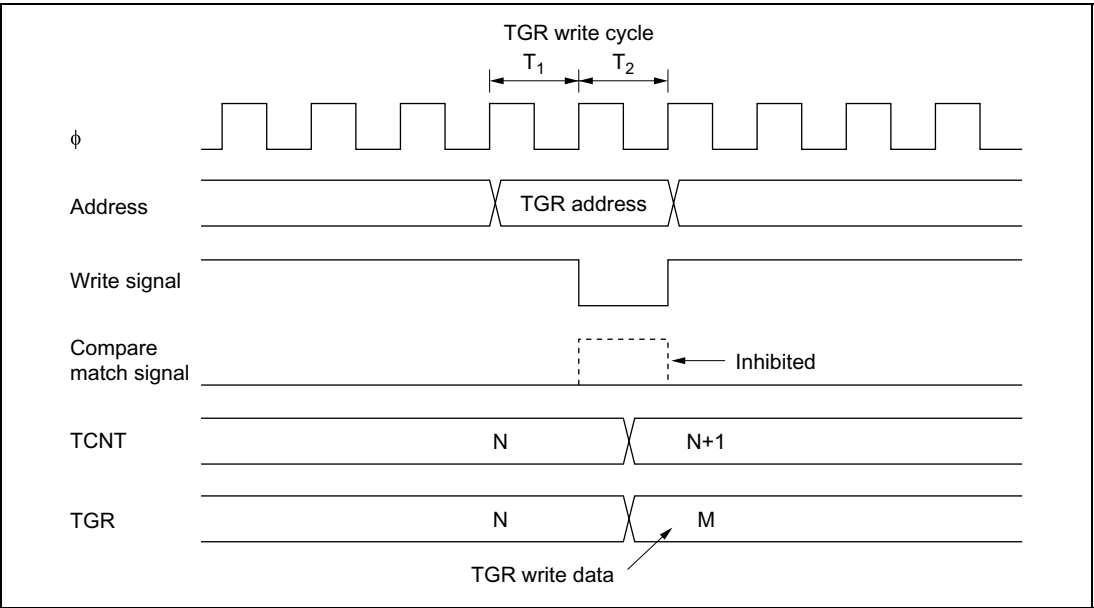 TGR write cycle
T1 T2
ϕ
Address
TGR address
Write signal
Compare
match signal
Inhibited
TCNT
N
N+1
TGR
N
M
TGR write data